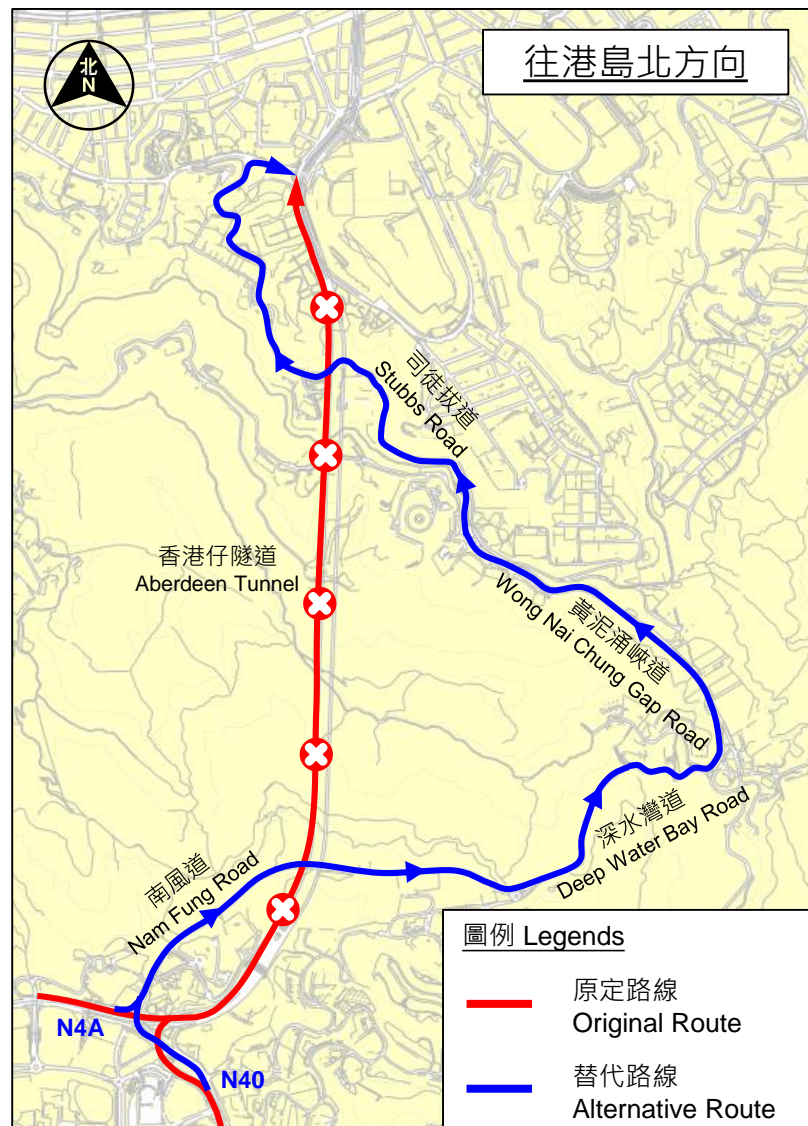 往港島北方向
北
N
司徒拔道
Stubbs Road
香港仔隧道
Aberdeen Tunnel
黃泥涌峽道
Wong Nai Chung Gap Road
深水灣道
Deep Water Bay Road
南風道
Nam Fung Road
N4A
N40
圖例 Legends
原定路線
Original Route
替代路線
Alternative Route